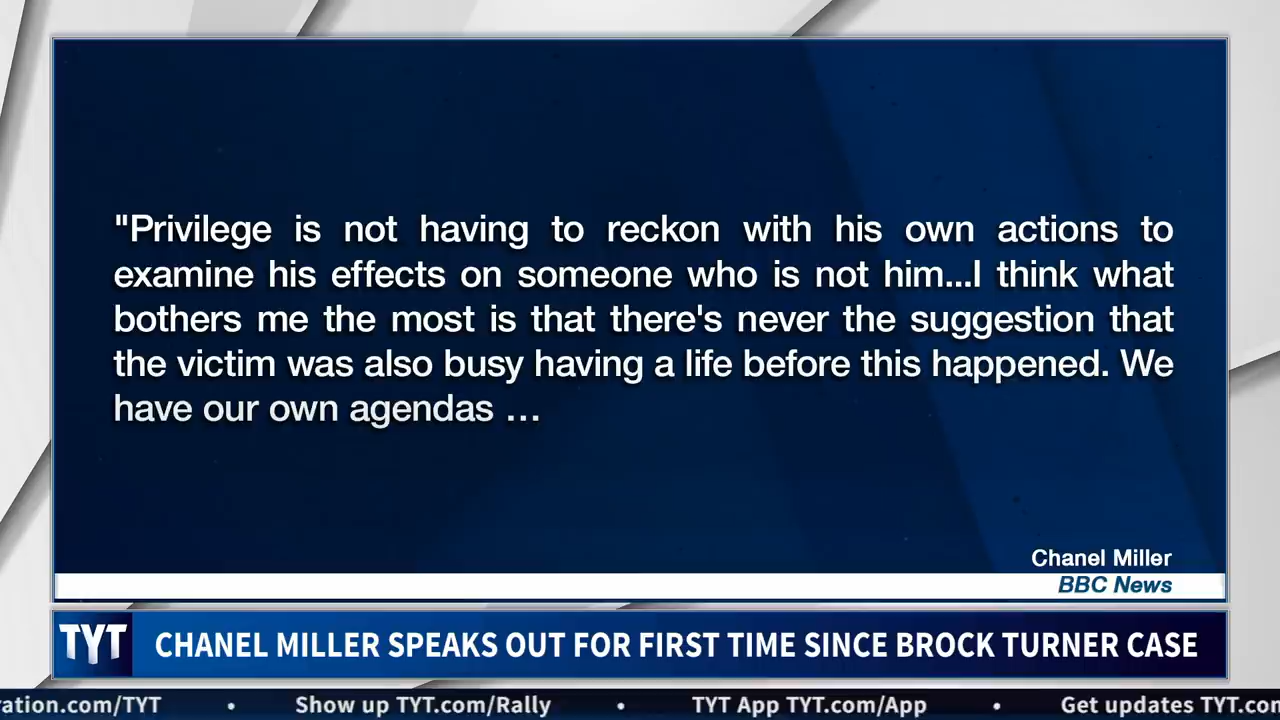 "Privilege is not having to reckon with his own actions to
examine his effects on someone who is not him...I think what
bothers me the most is that there's never the suggestion that
the victim was also busy having a life before this happened. We
have our own agendas ...
Chanel Miller
BBC News
TYT CHANEL MILLER SPEAKS OUT FOR FIRST TIME SINCE BROCK TURNER CASE
ration.com/TYT • Show up TYT.com/Rally • TYT App TYT.com/App • Get updates TYT.con